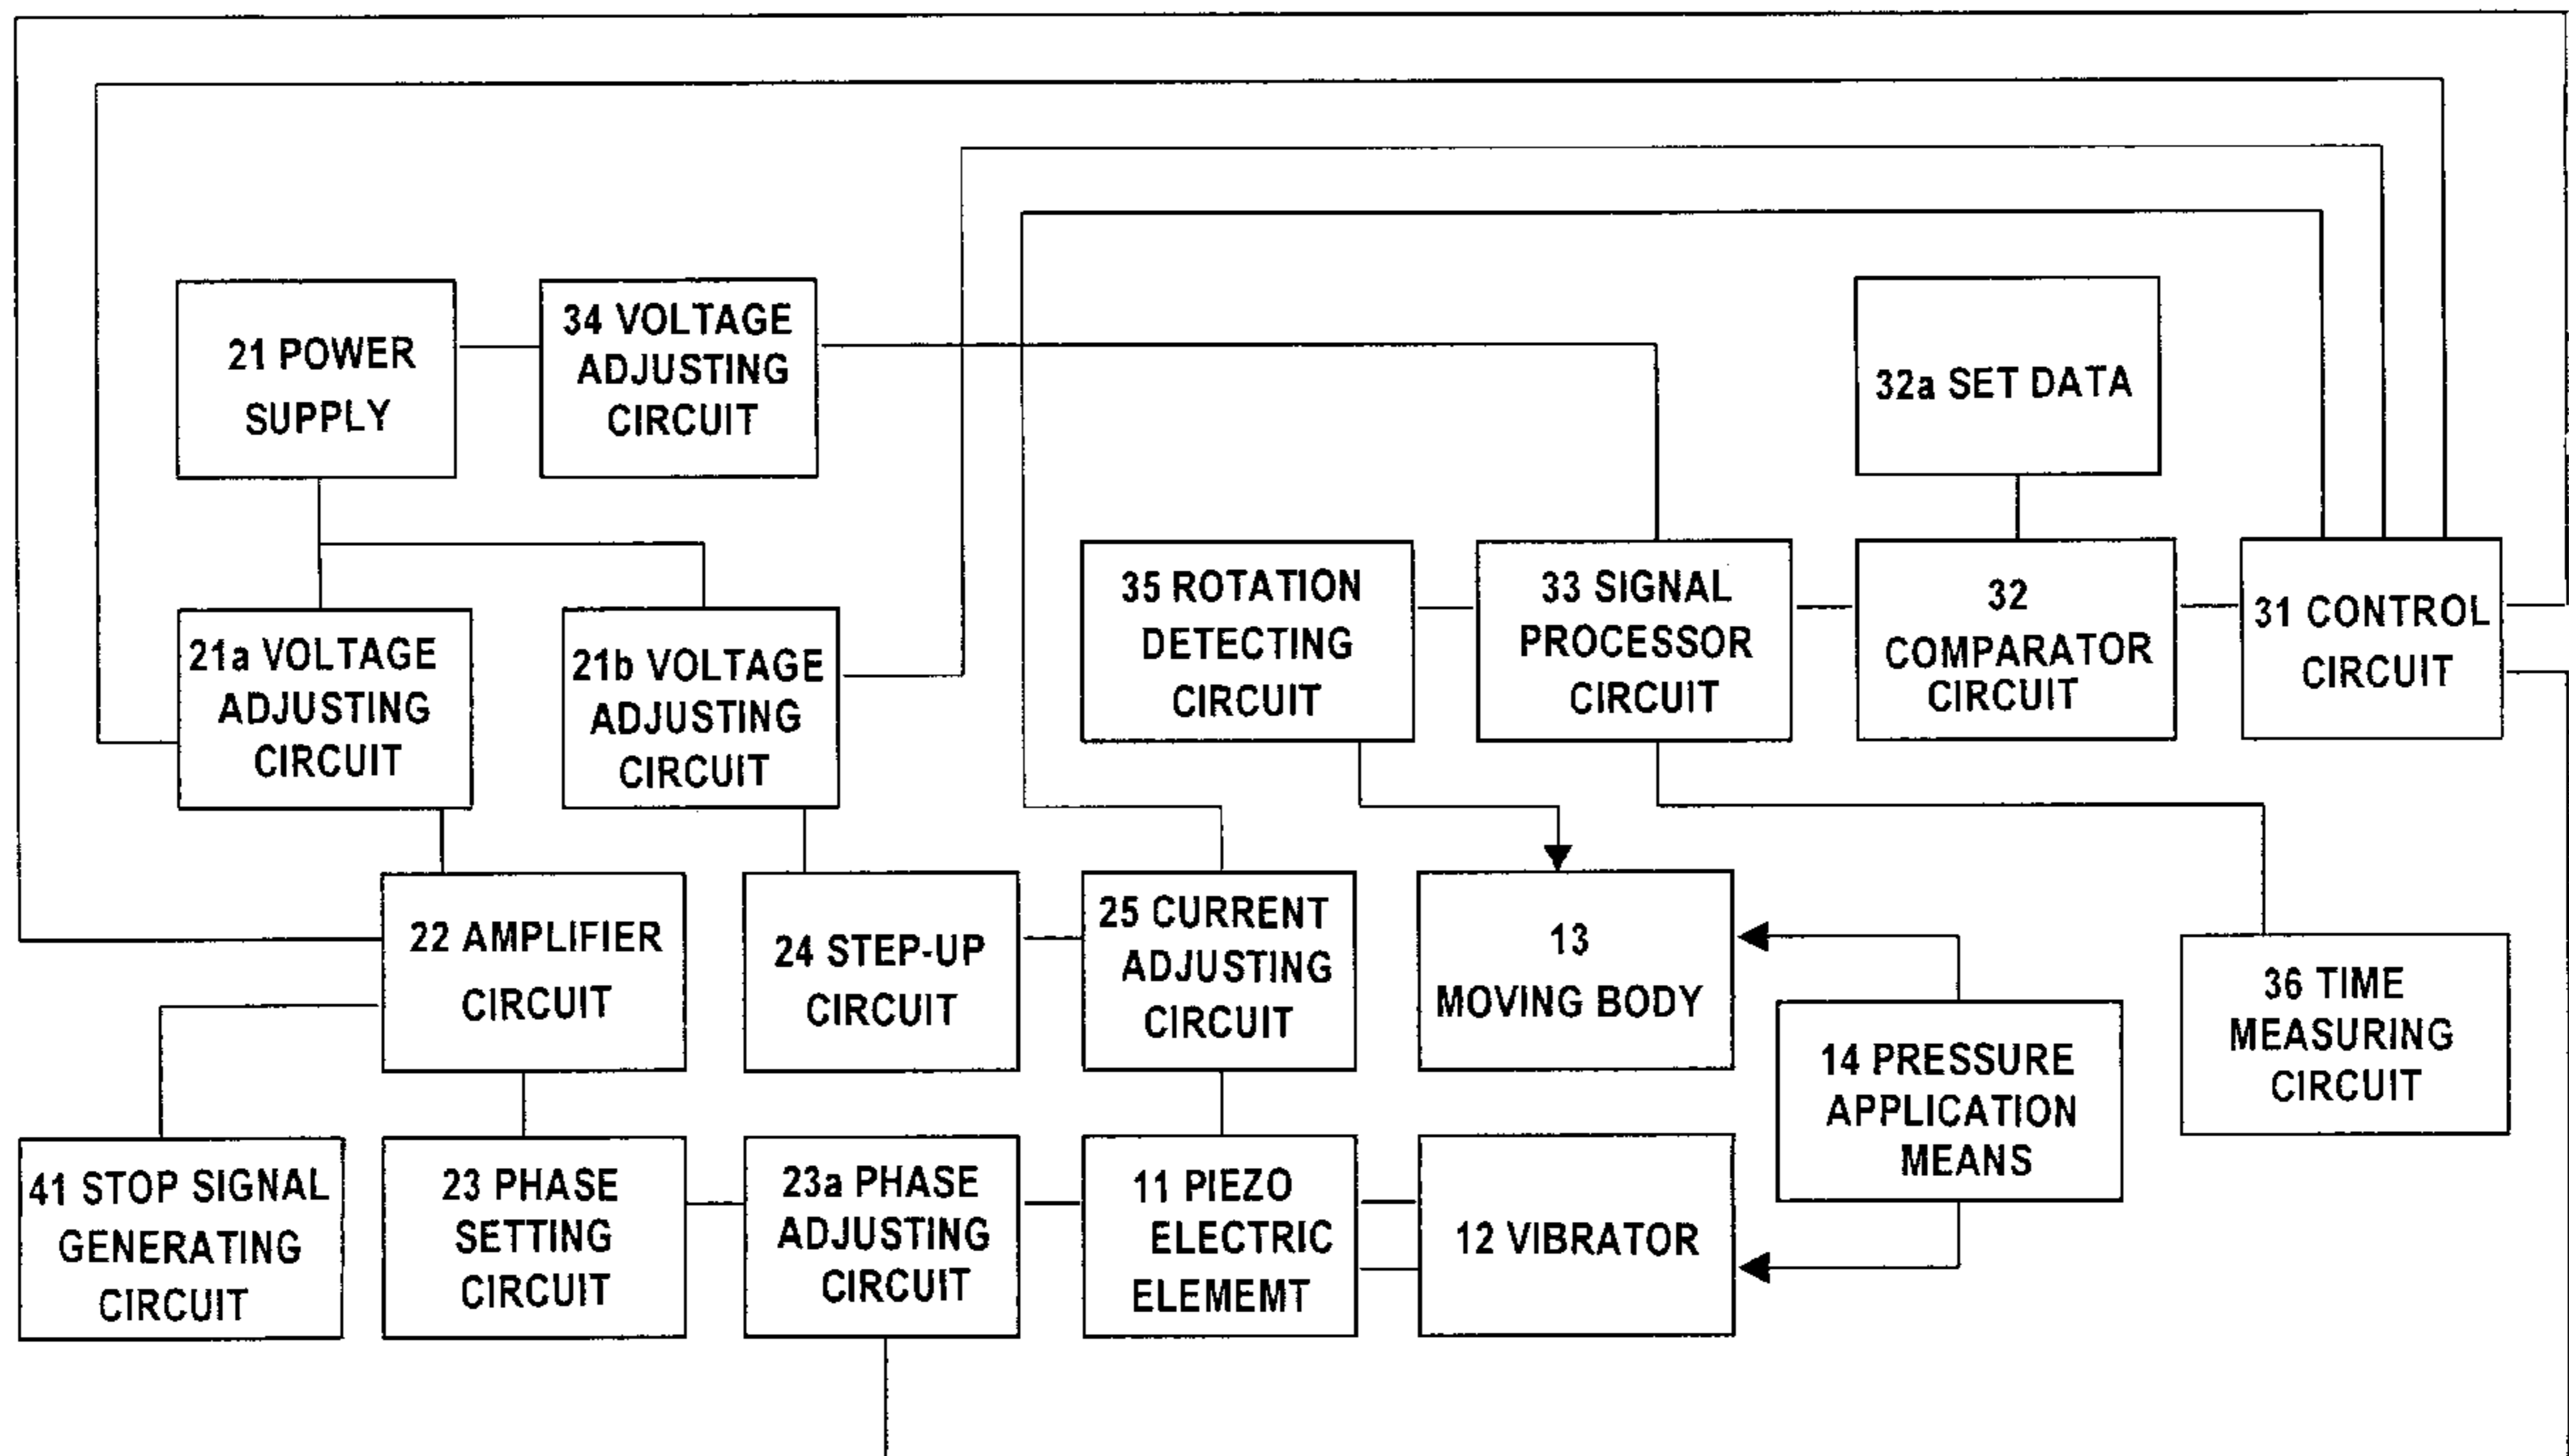 21 POWER
SUPPLY
34 VOLTAGE
ADJUSTING
CIRCUIT
32a SET DATA
21a VOLTAGE
ADJUSTING
CIRCUIT
21b VOLTAGE
ADJUSTING
CIRCUIT
35 ROTATION
DETECTING
CIRCUIT
33 SIGNAL
PROCESSOR
CIRCUIT
32
COMPARATOR
CIRCUIT
31 CONTROL
CIRCUIT
22 AMPLIFIER
CIRCUIT
24 STEP-UP
CIRCUIT
25 CURRENT
ADJUSTING
CIRCUIT
13
MOVING BODY
14 PRESSURE
APPLICATION
MEANS
36 TIME
MEASURING
CIRCUIT
41 STOP SIGNAL
GENERATING
CIRCUIT
23 PHASE
SETTING
CIRCUIT
23a PHASE
ADJUSTING
CIRCUIT
11 PIEZO
ELECTRIC
ELEMEMT
12 VIBRATOR